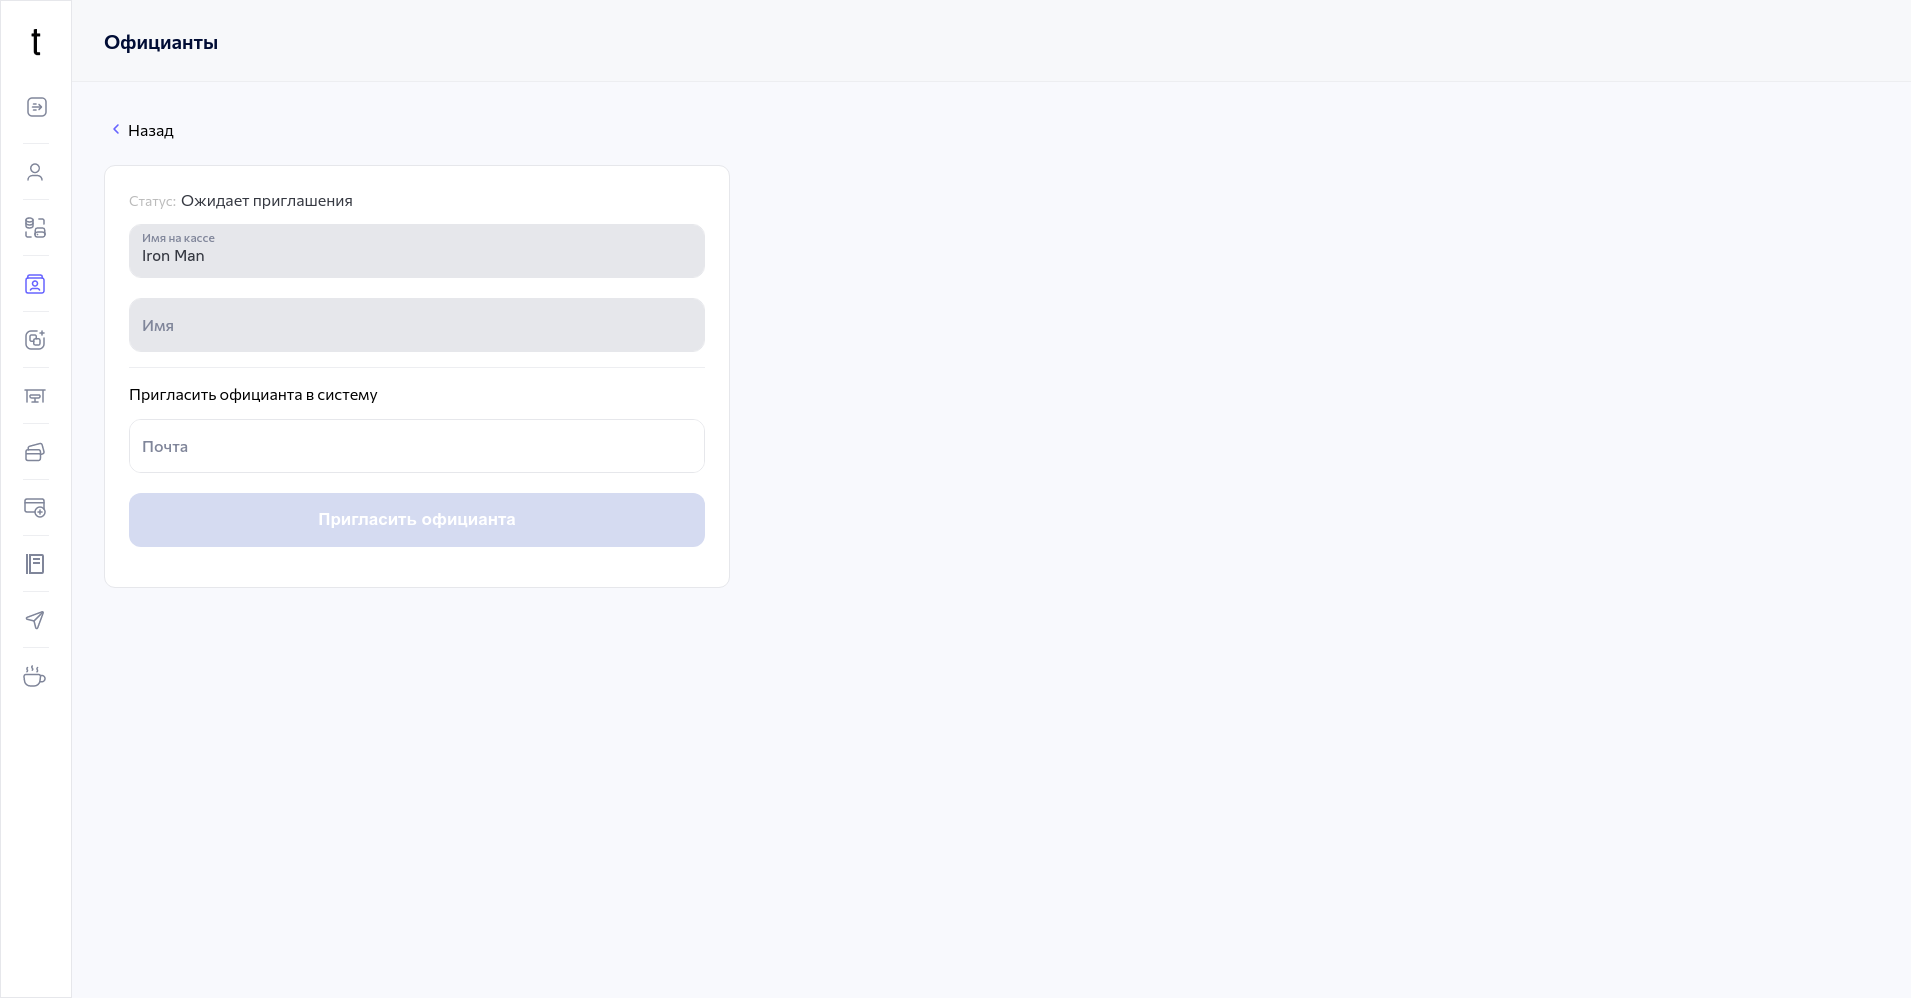 t
Официанты
Назад
Статус: Ожидает приглашения
Имя на кассе
Iron Man
Имя
Пригласить официанта в систему
Почта
Пригласить официанта